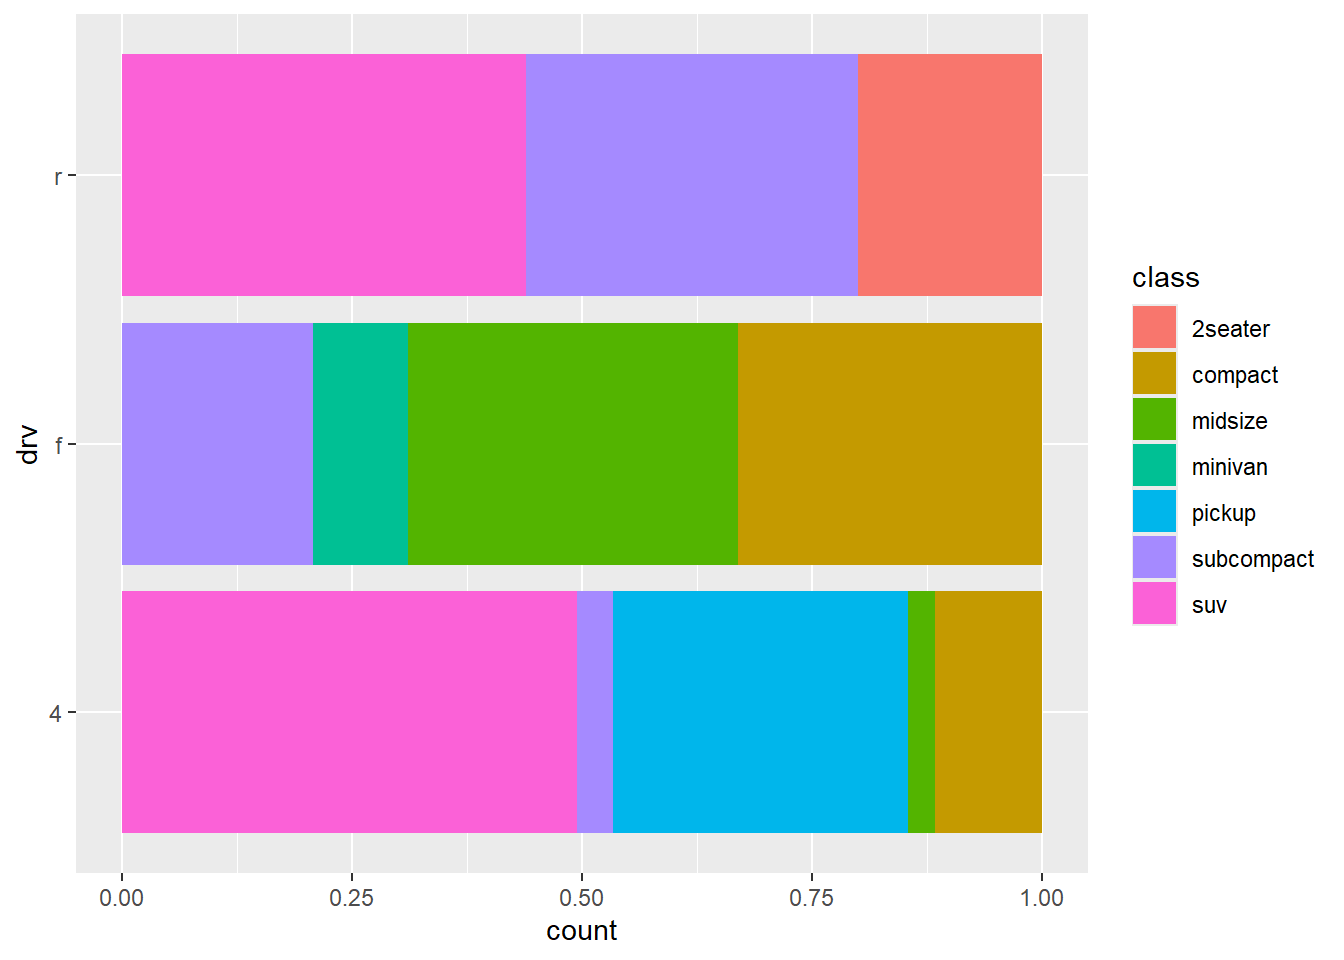 r
f
4
drv
0.00 0.25 0.50 0.75 1.00
count
class
2seater
compact
midsize
minivan
pickup
subcompact
suv